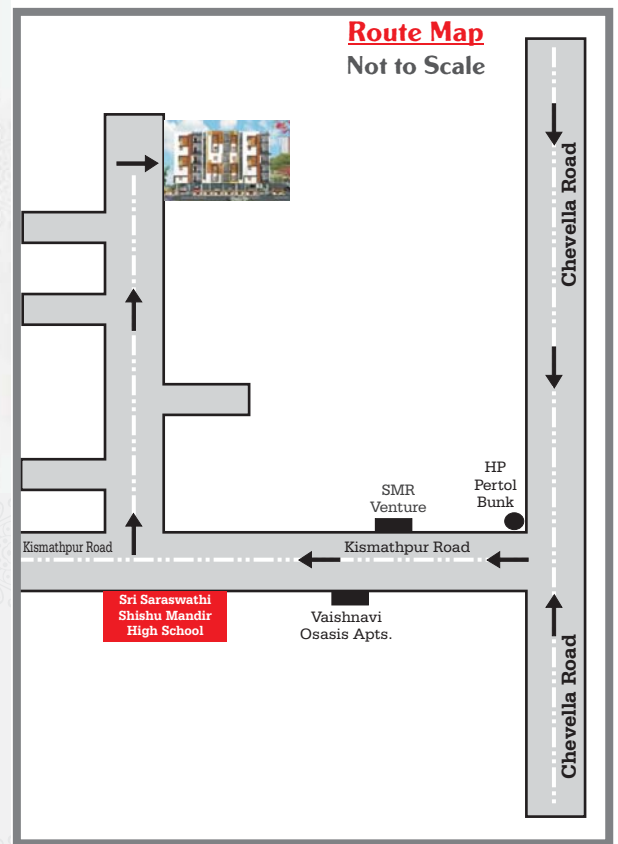 Route Map
Not to Scale
Chevella Road
HP
Pertol
Bunk
SMR
Venture
Kismathpur Road
Kismathpur Road
Sri Saraswathi
Shishu Mandir
High School
Vaishnavi
Osasis Apts.
Chevella Road